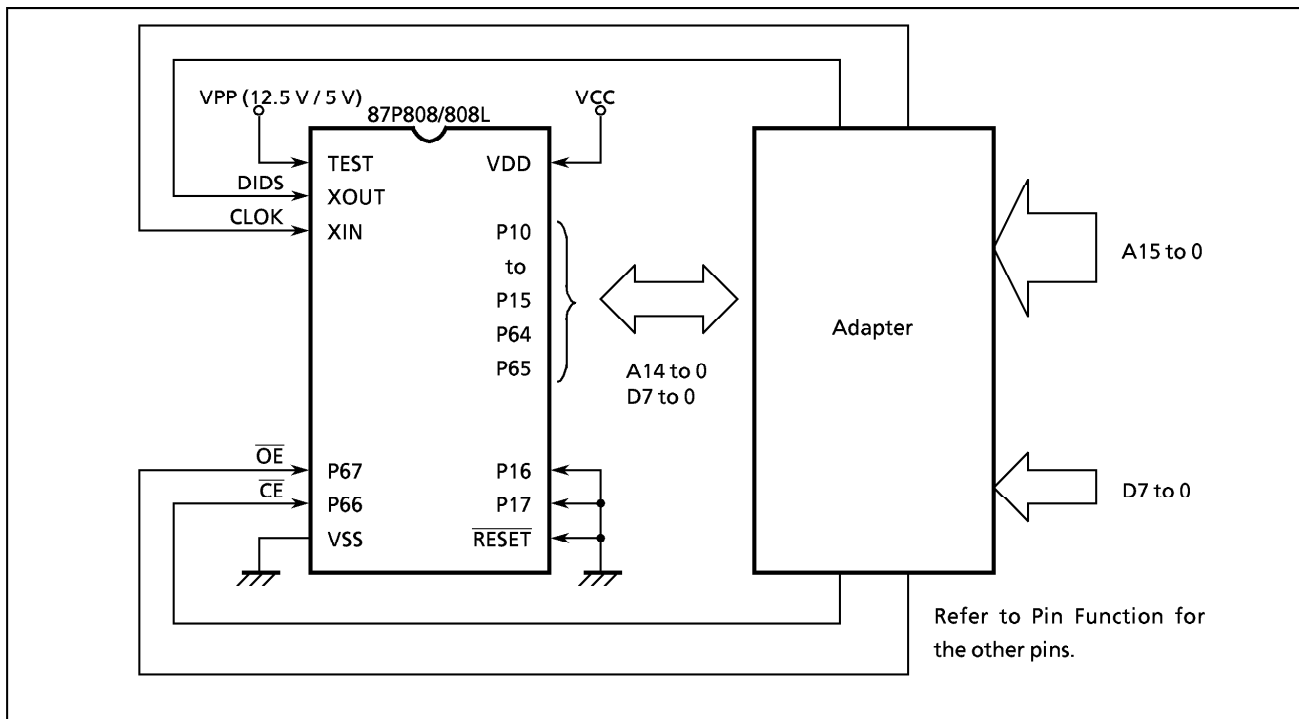 VPP (12.5 V / 5 V)
87P808/808L
VCC
TEST
VDD
DIDS
XOUT
CLOK
XIN
P10
to
P15
P64
P65
A14 to 0
D7 to 0
Adapter
A15 to 0
D7 to 0
OE
P67
P16
CE
P66
P17
VSS
RESET
Refer to Pin Function for
the other pins.